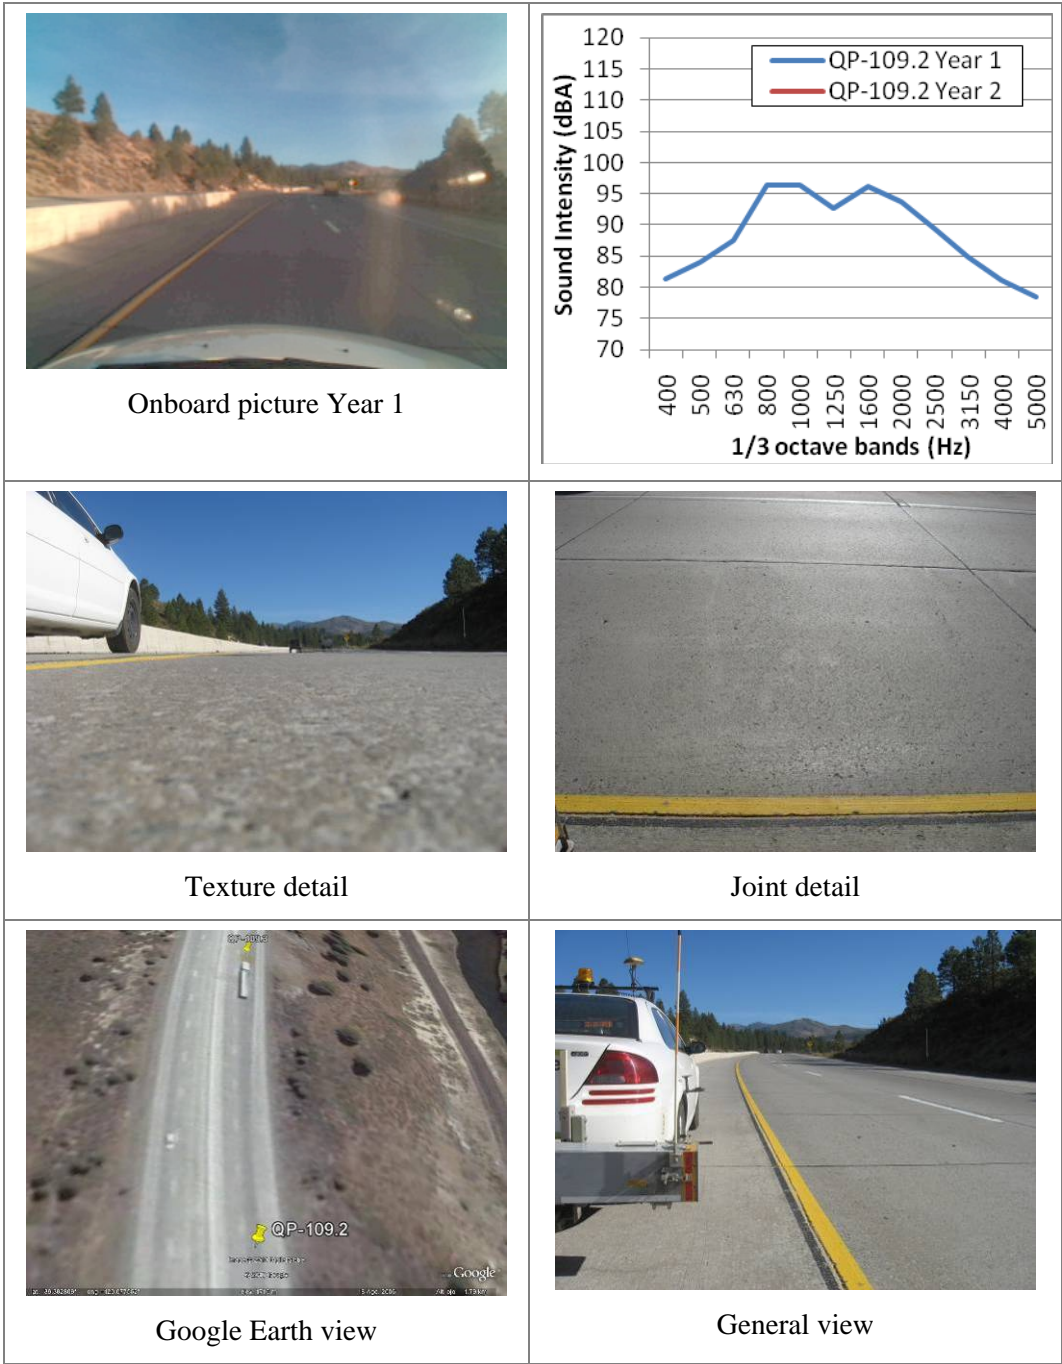 Onboard picture Year 1
120
115
110
105
100
95
90
85
80
75
70
Sound Intensity (dBA)
QP-109.2 Year 1
QP-109.2 Year 2
400
500
630
800
1000
1250
1600
2000
2500
3150
4000
5000
1/3 octave bands (Hz)
Texture detail
Joint detail
QP-109.2
Google
Google Earth view
General view